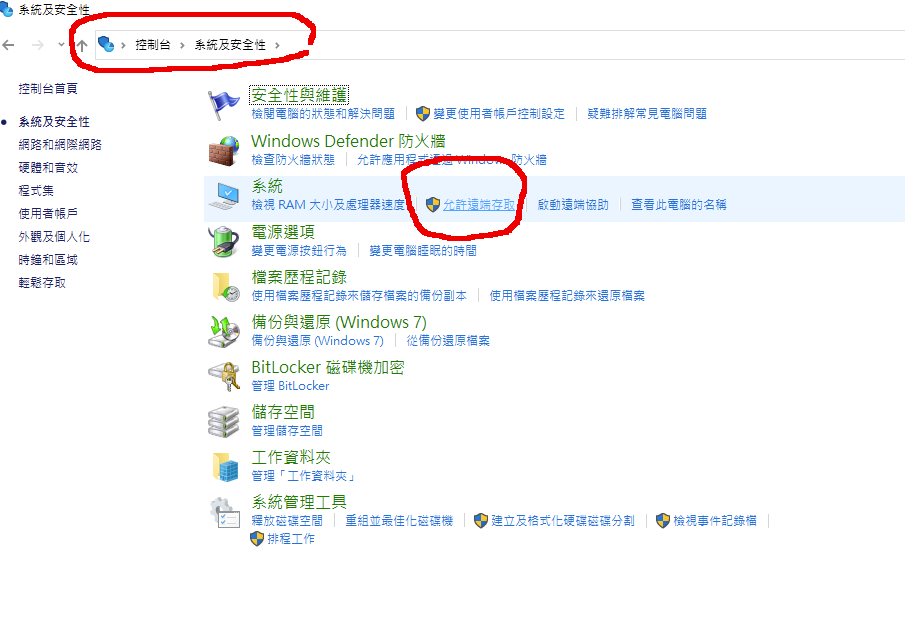 系統及安全性
控制台 › 系統及安全性 ›
控制台首頁
系統及安全性
網路和網際網路
硬體和音效
程式集
使用者帳戶
外觀及個人化
時鐘和區域
輕鬆存取
安全性與維護
檢閱電腦的狀態和解決問題 變更使用者帳戶控制設定 疑難排解常見電腦問題
Windows Defender 防火牆
檢查防火牆狀態 允許應用程式透過 Windows 防火牆
系統
檢視 RAM 大小及處理器速度 允許遠端存取 啟動遠端協助 查看此電腦的名稱
電源選項
變更電源按鈕行為 變更電腦睡眠的時間
檔案歷程記錄
使用檔案歷程記錄來儲存檔案的備份副本 使用檔案歷程記錄來還原檔案
備份與還原 (Windows 7)
備份與還原 (Windows 7) 從備份還原檔案
BitLocker 磁碟機加密
管理 BitLocker
儲存空間
管理儲存空間
工作資料夾
管理「工作資料夾」
系統管理工具
釋放磁碟空間 重組並最佳化磁碟機 建立及格式化硬碟磁碟分割 檢視事件記錄檔
排程工作